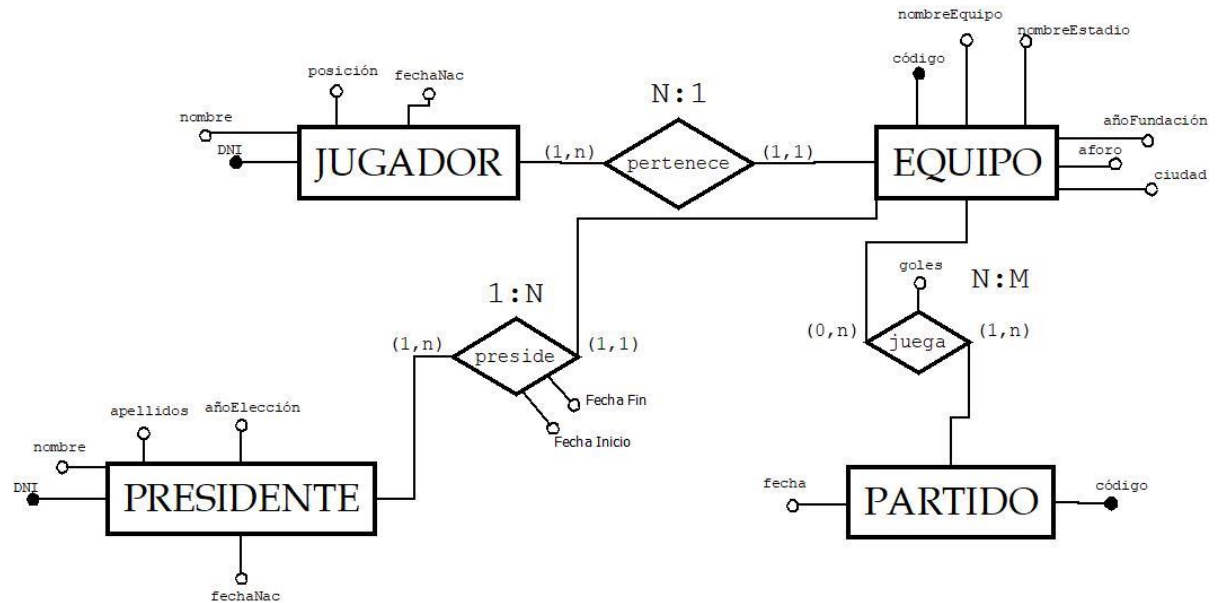 nombreEquipo
nombreEstadio
código
posición
fechaNac
N:1
nombre
añoFundación
DNI
JUGADOR
(1,n)
pertenece
(1,1)
EQUIPO
aforo
ciudad
goles
N:M
1:N
(0,n)
juega
(1,n)
(1,n)
preside
(1,1)
Fecha Fin
Fecha Inicio
apellidos
añoElección
nombre
DNI
PRESIDENTE
fechaNac
fecha
PARTIDO
código